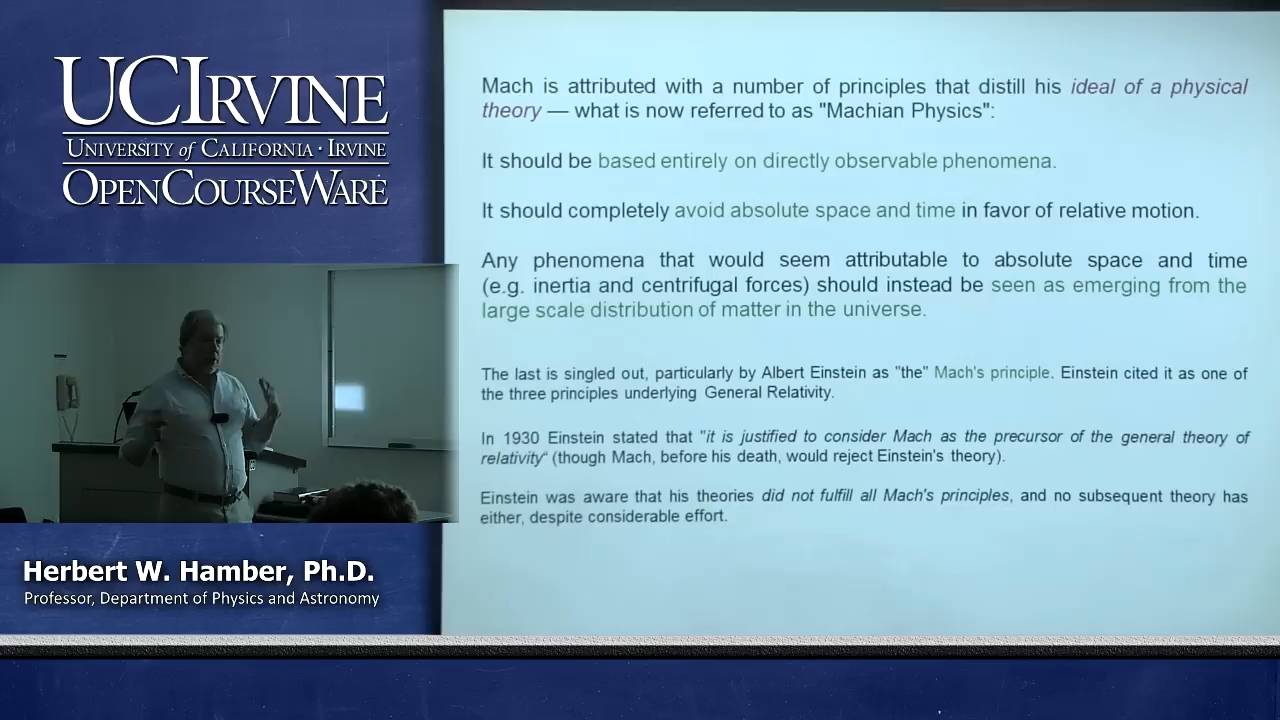 UCIRVINE
UNIVERSITY of CALIFORNIA · IRVINE
OPENCOURSEWARE
Herbert W. Hamber, Ph.D.
Professor, Department of Physics and Astronomy
Mach is attributed with a number of principles that distill his ideal of a physical
theory — what is now referred to as "Machian Physics":
It should be based entirely on directly observable phenomena.
It should completely avoid absolute space and time in favor of relative motion.
Any phenomena that would seem attributable to absolute space and time
(e.g. inertia and centrifugal forces) should instead be seen as emerging from the
large scale distribution of matter in the universe.
The last is singled out, particularly by Albert Einstein as "the" Mach's principle. Einstein cited it as one of
the three principles underlying General Relativity.
In 1930 Einstein stated that "it is justified to consider Mach as the precursor of the general theory of
relativity" (though Mach, before his death, would reject Einstein's theory).
Einstein was aware that his theories did not fulfill all Mach's principles, and no subsequent theory has
either, despite considerable effort.